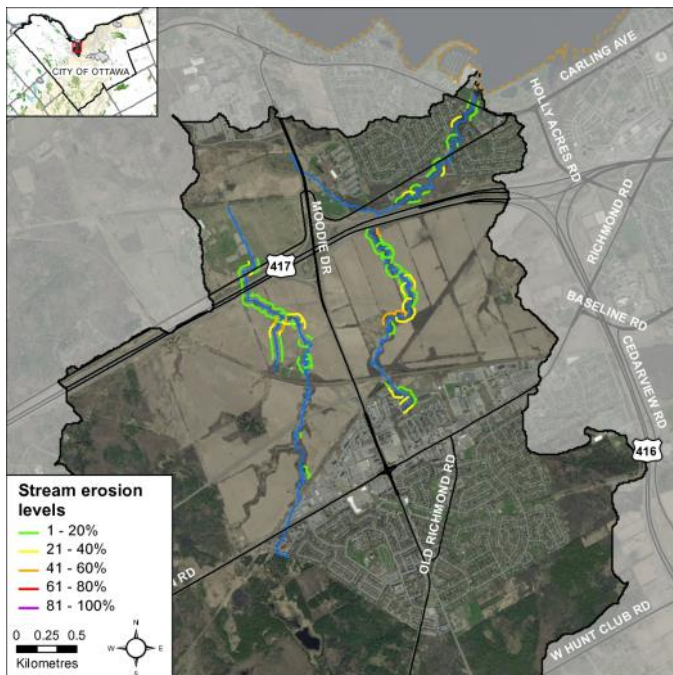 CITY OF OTTAWA
CARLING AVE
HOLLY ACRES RD
RICHMOND RD
MOODIE DR
417
BASELINE RD
CEDARVIEW RD
416
OLD RICHMOND RD
RD
W HUNT CLUB RD
Stream erosion
levels
1 - 20%
21 - 40%
41 - 60%
61 - 80%
81 - 100%
0 0.25 0.5
Kilometres
N
W E
S